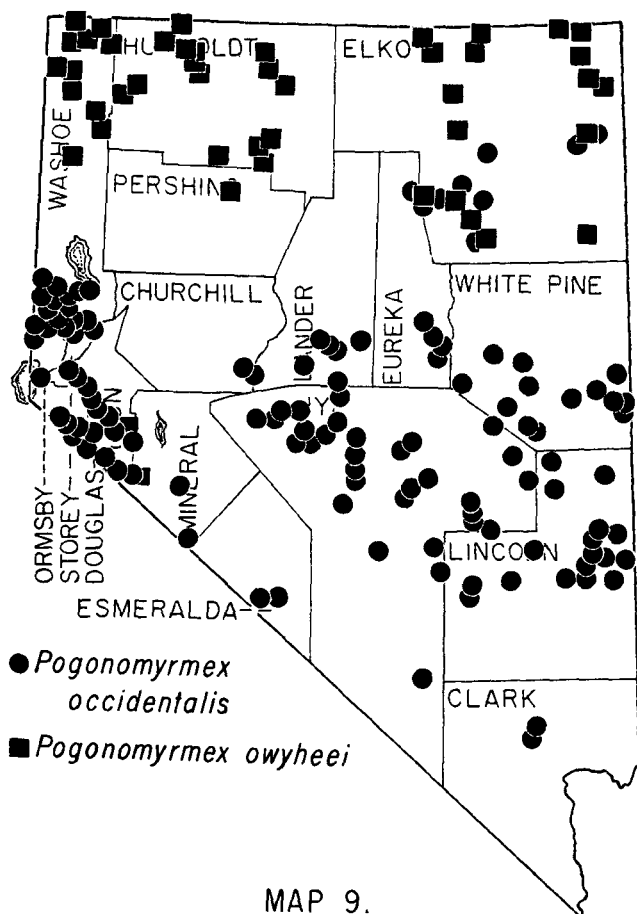 HUMBOLDT
ELKO
WASHOE
PERSHING
CHURCHILL
LANDER
EUREKA
WHITE PINE
ORMSBY
STOREY
DOUGLAS
MINERAL
LINCOLN
ESMERALDA
CLARK
Pogonomyrmex
occidentalis
Pogonomyrmex owyheei
MAP 9.